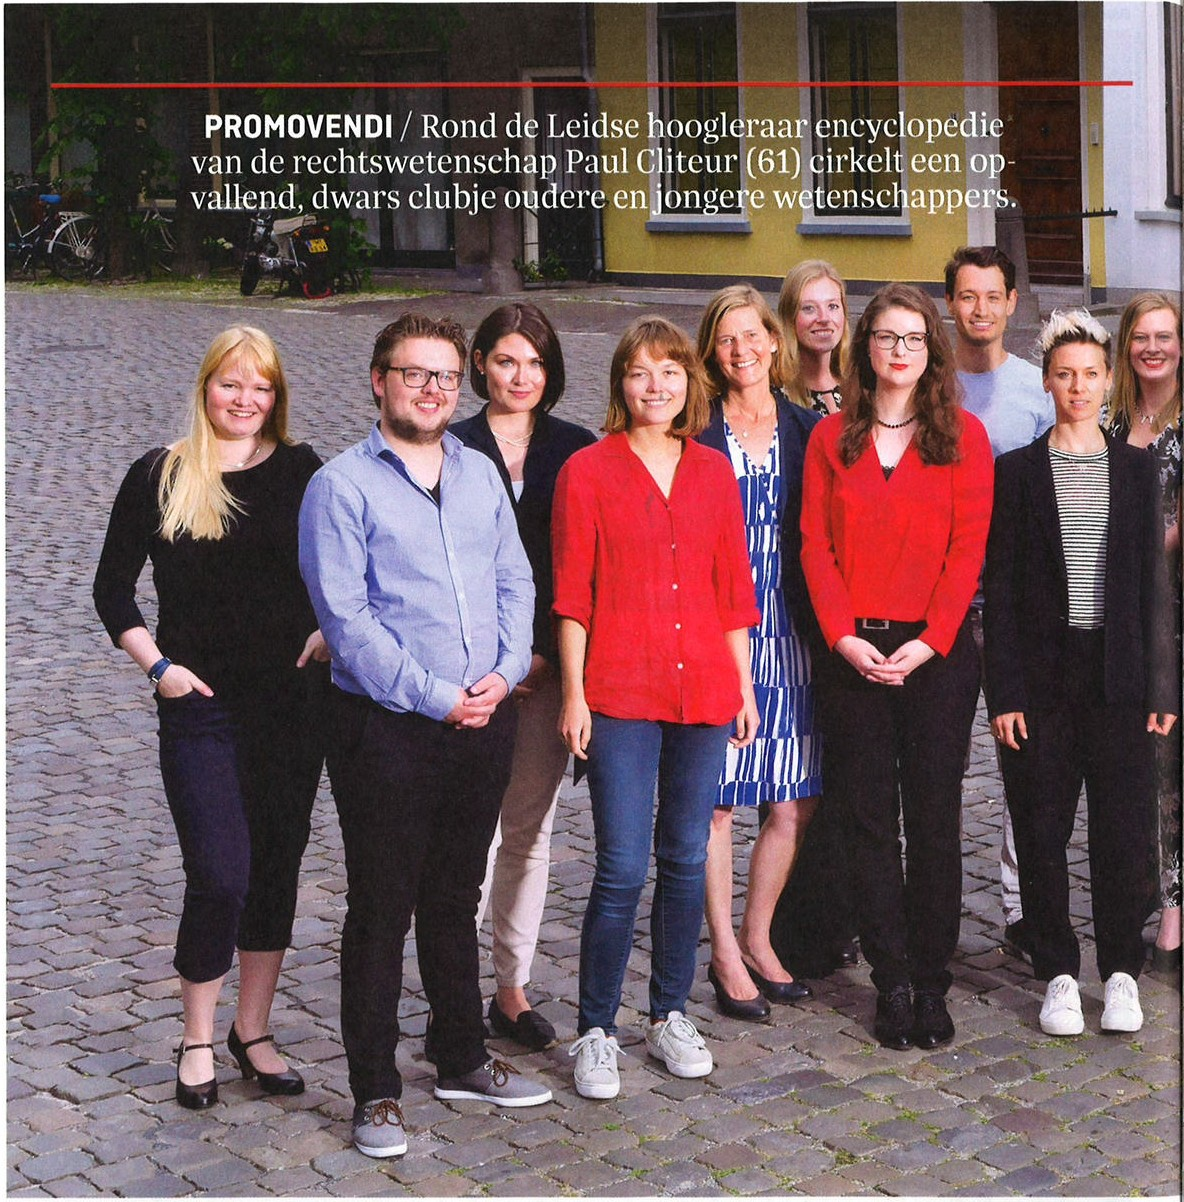 PROMOVENDI / Rond de Leidse hoogleraar encyclopedie
van de rechtswetenschap Paul Cliteur (61) cirkelt een op-
vallend, dwars clubje oudere en jongere wetenschappers.